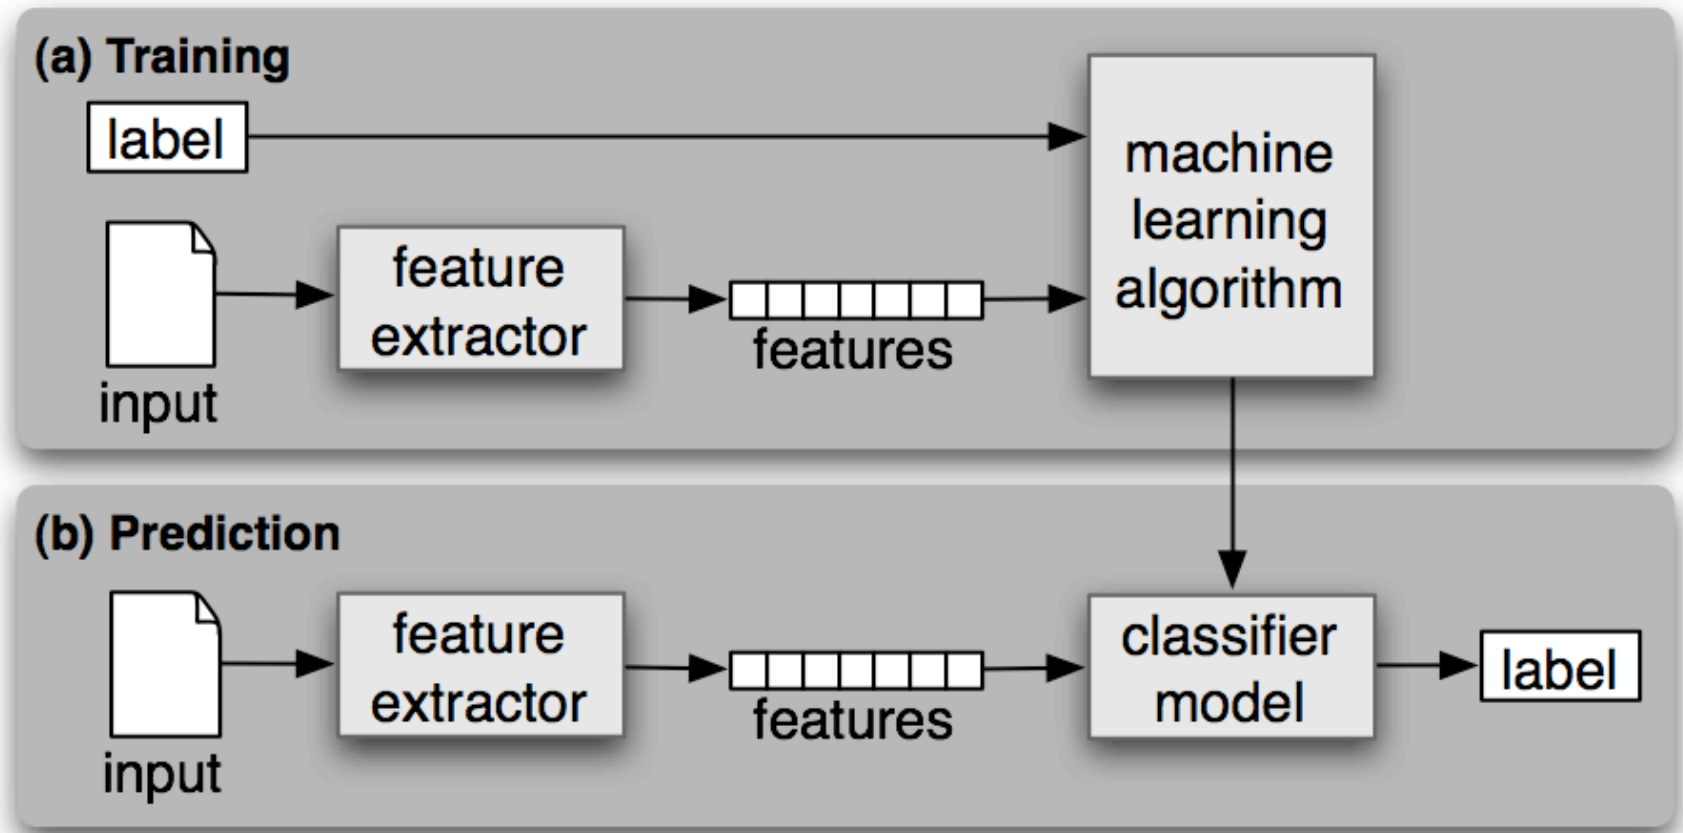 (a) Training
label
machine
learning
algorithm
feature
extractor
features
input
(b) Prediction
feature
extractor
features
classifier
model
label
input